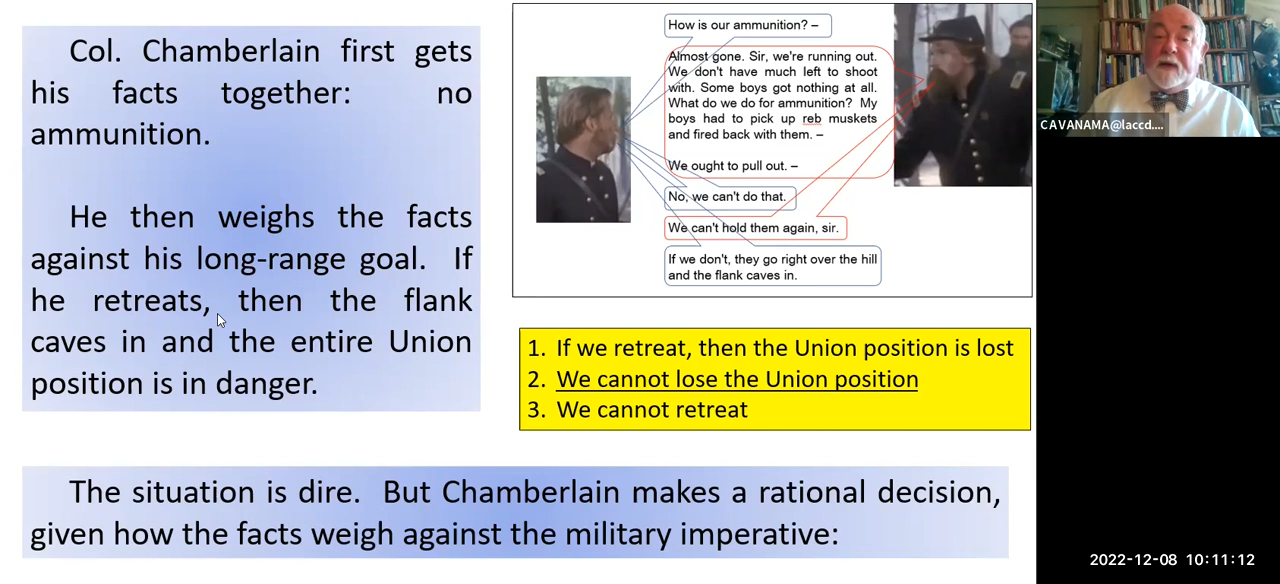 Col. Chamberlain first gets
his facts together: no
ammunition.
He then weighs the facts
against his long-range goal. If
he retreats, then the flank
caves in and the entire Union
position is in danger.
How is our ammunition? –
Almost gone. Sir, we're running out.
We don't have much left to shoot
with. Some boys got nothing at all.
What do we do for ammunition? My
boys had to pick up reb muskets
and fired back with them. –
We ought to pull out. –
No, we can't do that.
We can't hold them again, sir.
If we don't, they go right over the hill
and the flank caves in.
1. If we retreat, then the Union position is lost
2. We cannot lose the Union position
3. We cannot retreat
The situation is dire. But Chamberlain makes a rational decision,
given how the facts weigh against the military imperative:
CAVANAMA@laccd....
2022-12-08 10:11:12